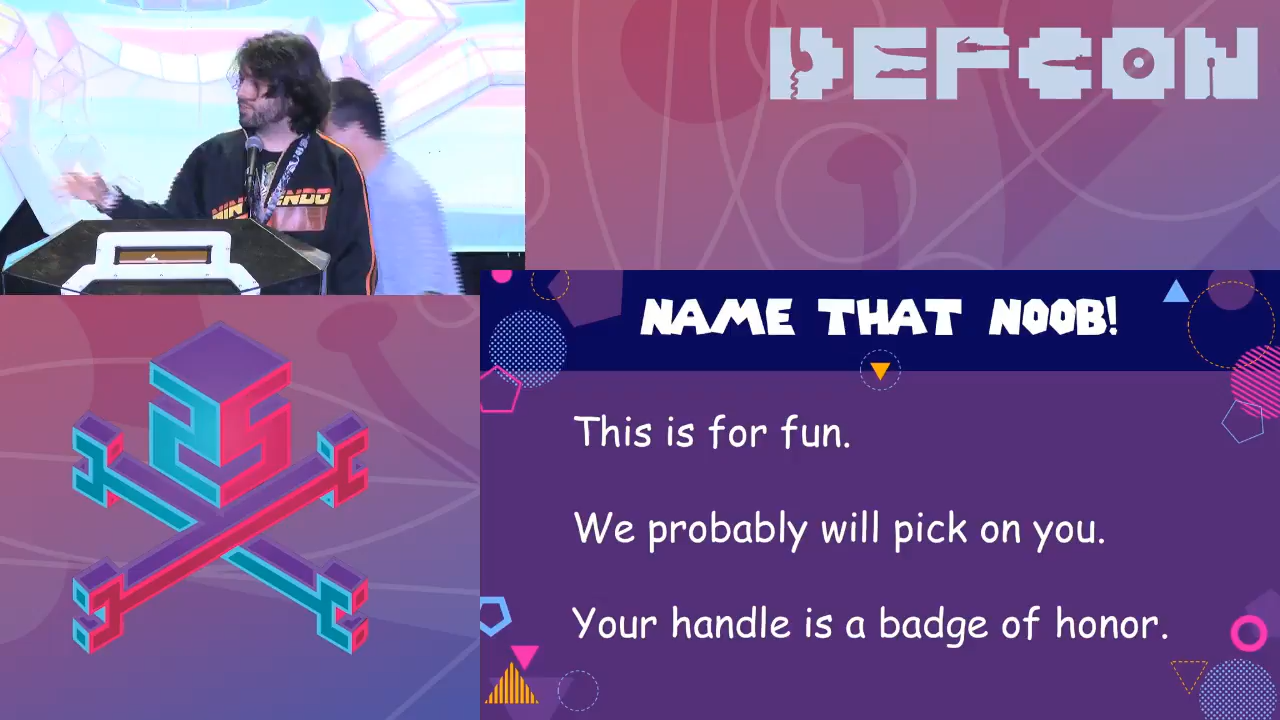 DEFCON
NINTENDO
NAME THAT NOOB!
This is for fun.
We probably will pick on you.
Your handle is a badge of honor.